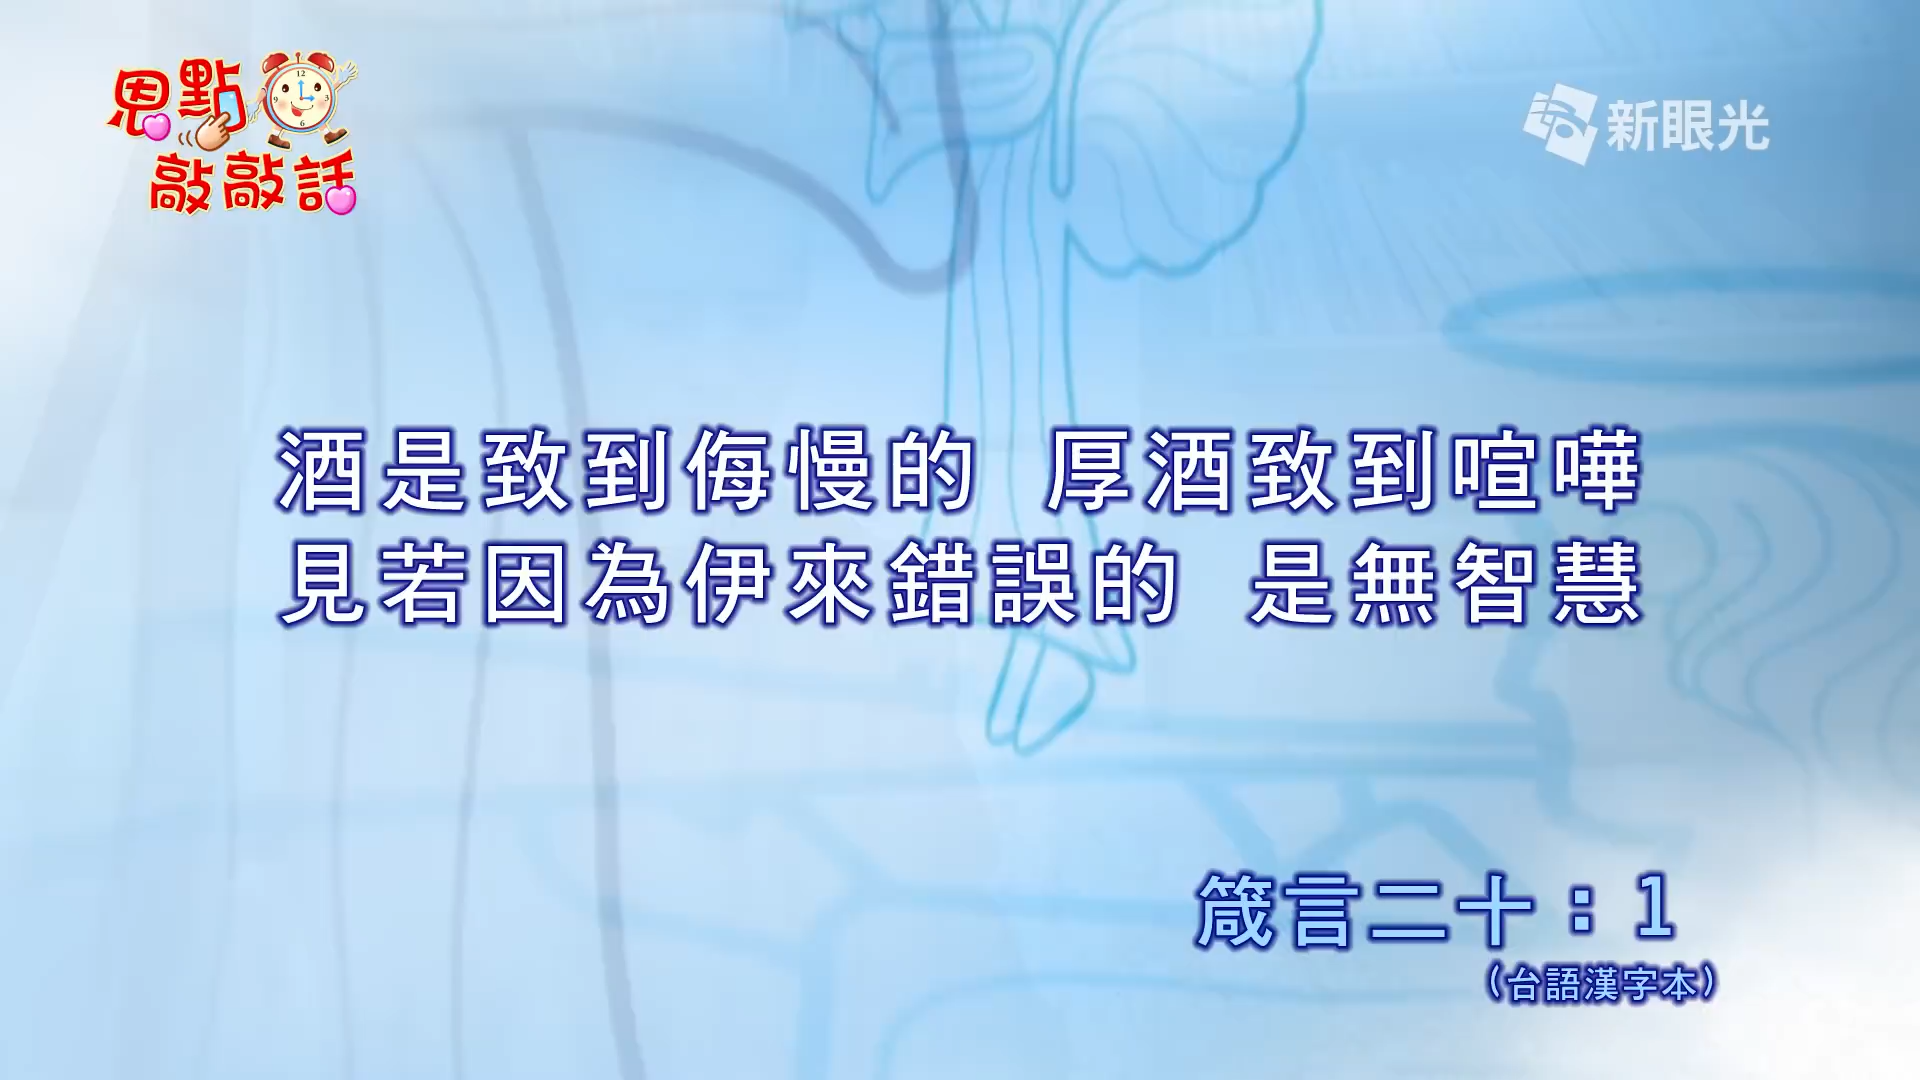 恩點
敲敲話
新眼光
酒是致到侮慢的 厚酒致到喧嘩
見若因為伊來錯誤的 是無智慧
箴言二十：1
（台語漢字本）